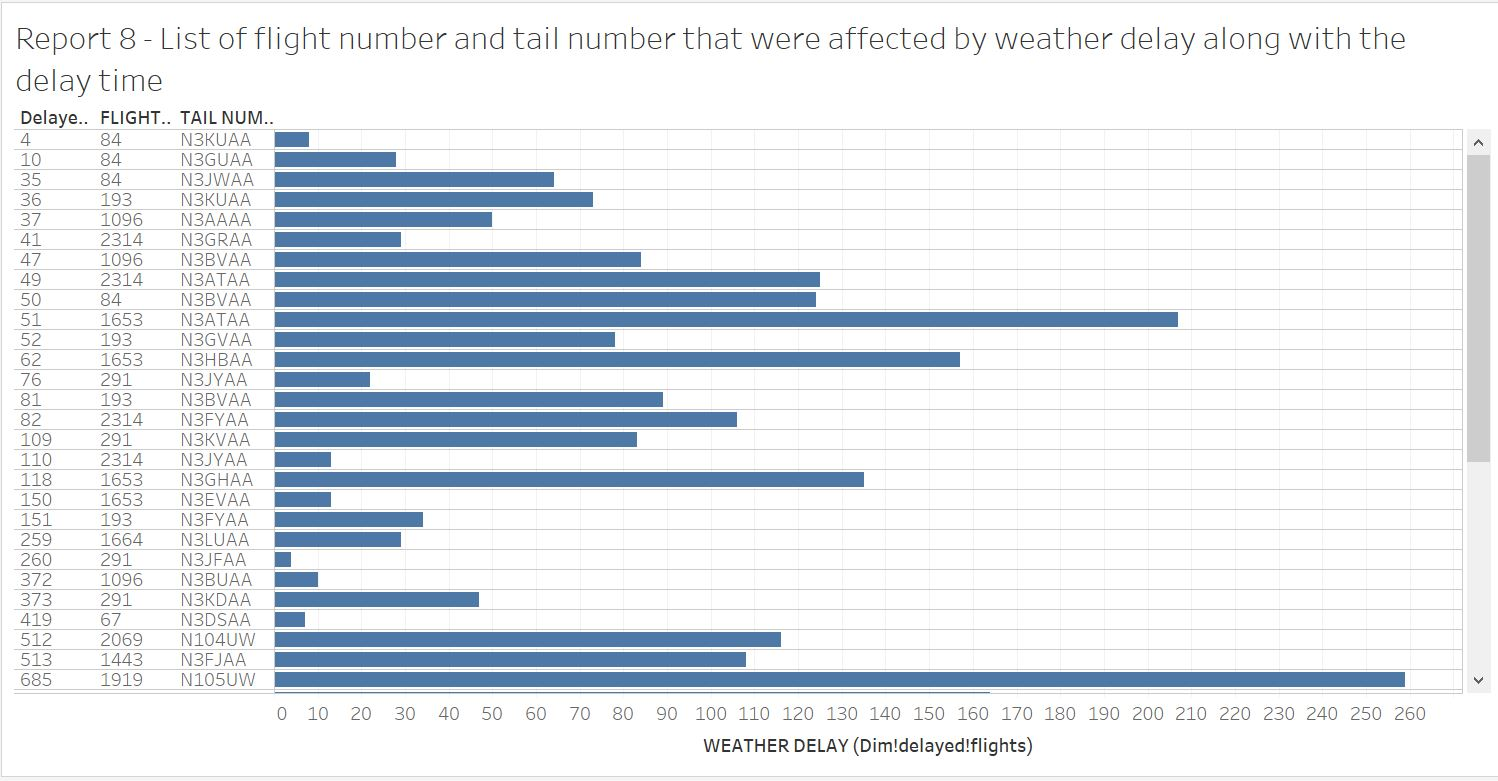 Report 8 - List of flight number and tail number that were affected by weather delay along with the
delay time
Delaye.. FLIGHT.. TAIL NUM..
4 84 N3KUAA
10 84 N3GUAA
35 84 N3JWAA
36 193 N3KUAA
37 1096 N3AAAA
41 2314 N3GRAA
47 1096 N3BVAA
49 2314 N3ATAA
50 84 N3BVAA
51 1653 N3ATAA
52 193 N3GVAA
62 1653 N3HBAA
76 291 N3JYAA
81 193 N3BVAA
82 2314 N3FYAA
109 291 N3KVAA
110 2314 N3JYAA
118 1653 N3GHAA
150 1653 N3EVAA
151 193 N3FYAA
259 1664 N3LUAA
260 291 N3JFAA
372 1096 N3BUAA
373 291 N3KDAA
419 67 N3DSAA
512 2069 N104UW
513 1443 N3FJAA
685 1919 N105UW
0 10 20 30 40 50 60 70 80 90 100 110 120 130 140 150 160 170 180 190 200 210 220 230 240 250 260
WEATHER DELAY (Dim!delayed!flights)